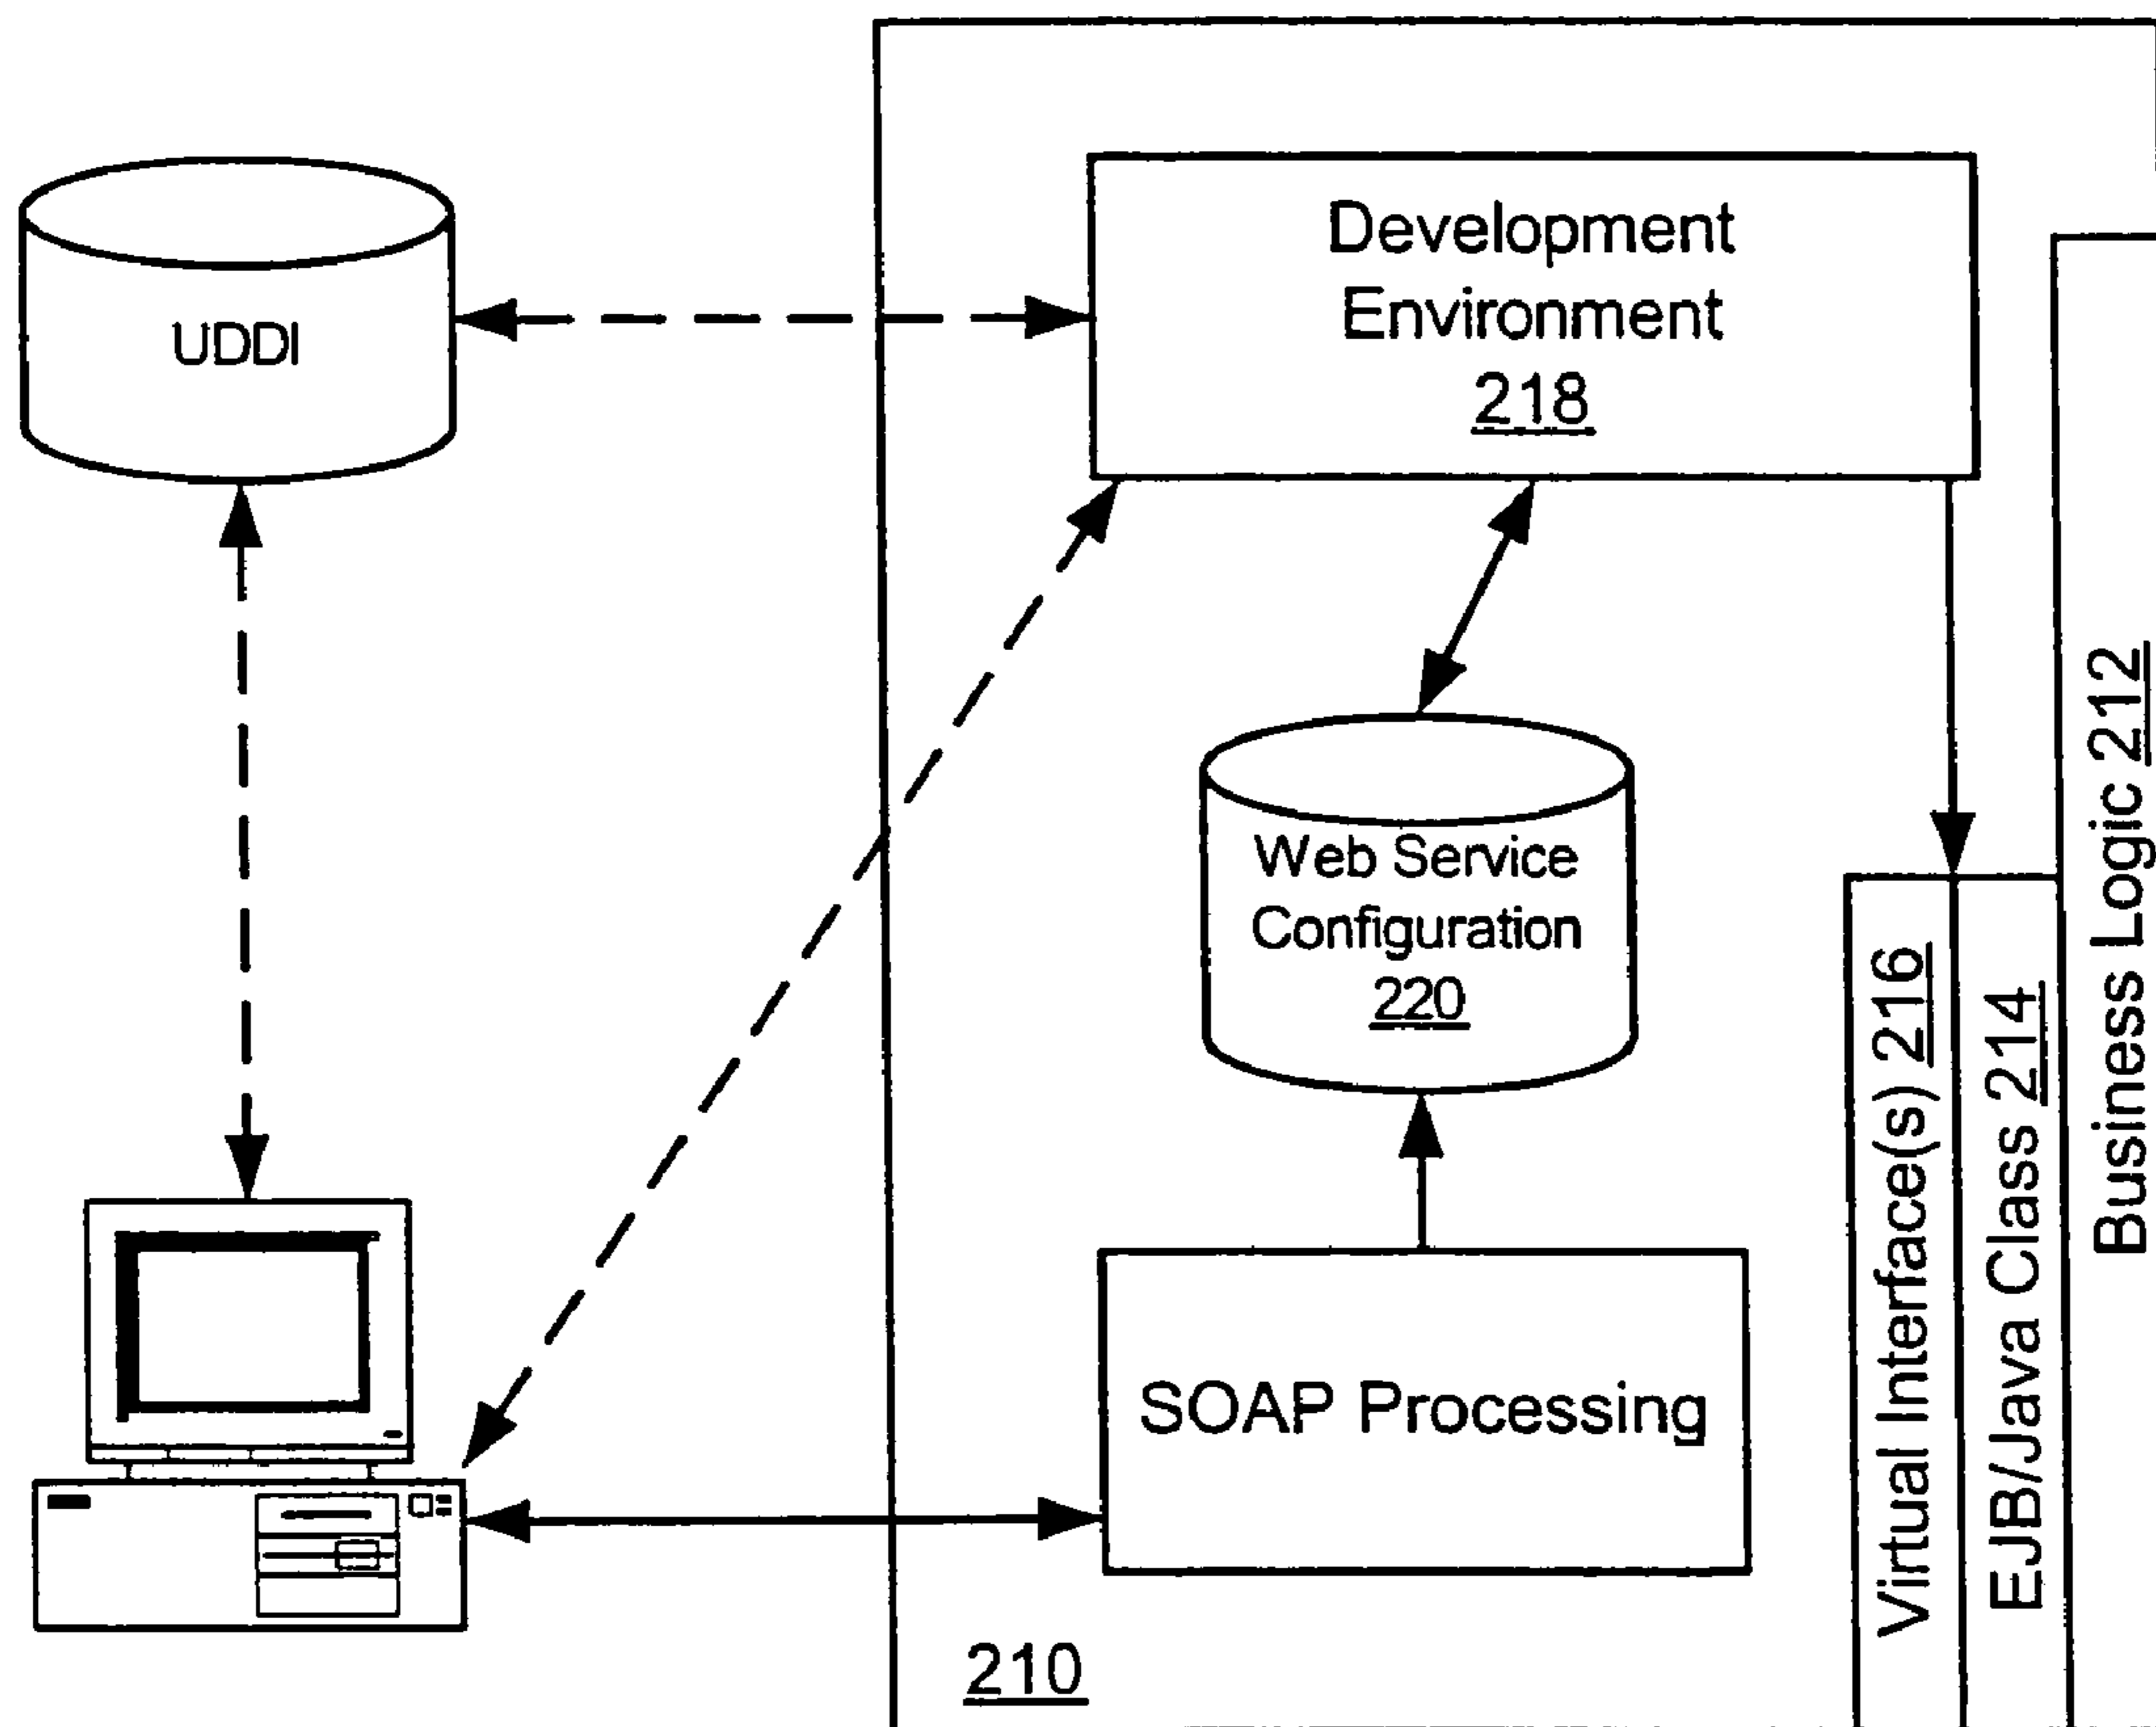 UDDI
Development
Environment
218
Web Service
Configuration
220
SOAP Processing
Virtual Interface(s) 216
EJB/Java Class 214
Business Logic 212
210